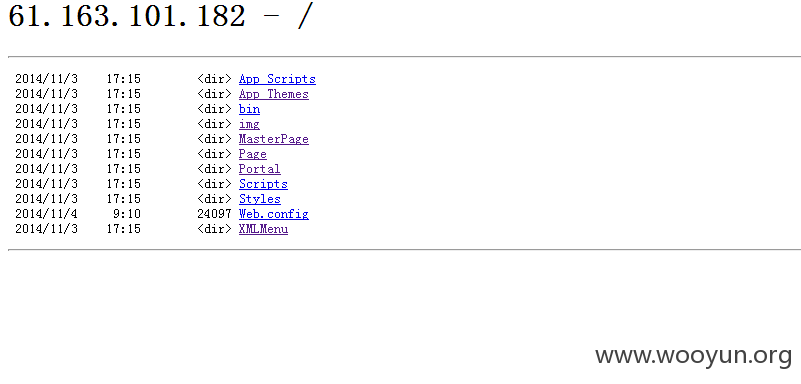 61.163.101.182 - /
2014/11/3 17:15 <dir> App_Scripts
2014/11/3 17:15 <dir> App_Themes
2014/11/3 17:15 <dir> bin
2014/11/3 17:15 <dir> img
2014/11/3 17:15 <dir> MasterPage
2014/11/3 17:15 <dir> Page
2014/11/3 17:15 <dir> Portal
2014/11/3 17:15 <dir> Scripts
2014/11/3 17:15 <dir> Styles
2014/11/4 9:10 24097 Web.config
2014/11/3 17:15 <dir> XMLMenu
www.wooyun.org